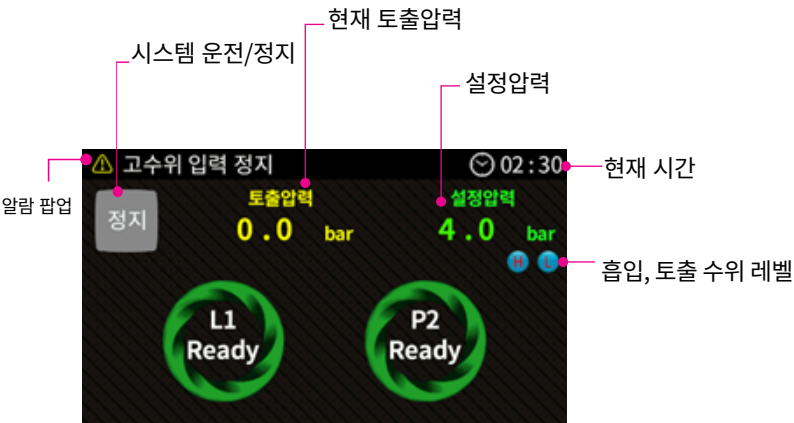 현재 토출압력
시스템 운전/정지
설정압력
고수위 입력 정지
02 : 30
현재 시간
알람 팝업
정지
토출압력
0 . 0 bar
설정압력
4 . 0 bar
H L
흡입, 토출 수위 레벨
L1
Ready
P2
Ready